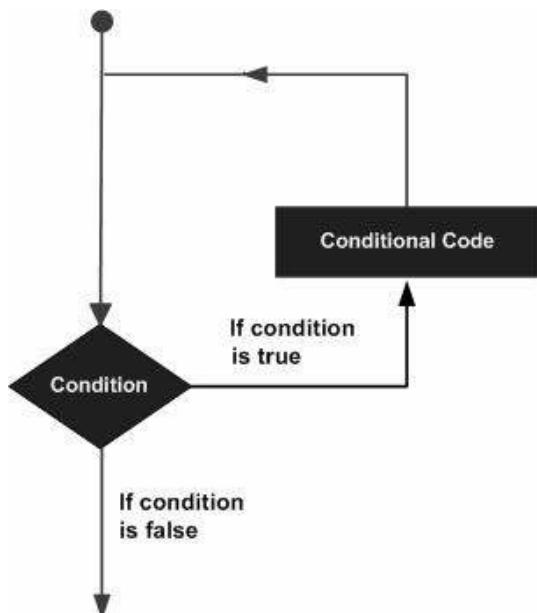 Conditional Code
If condition
is true
Condition
If condition
is false